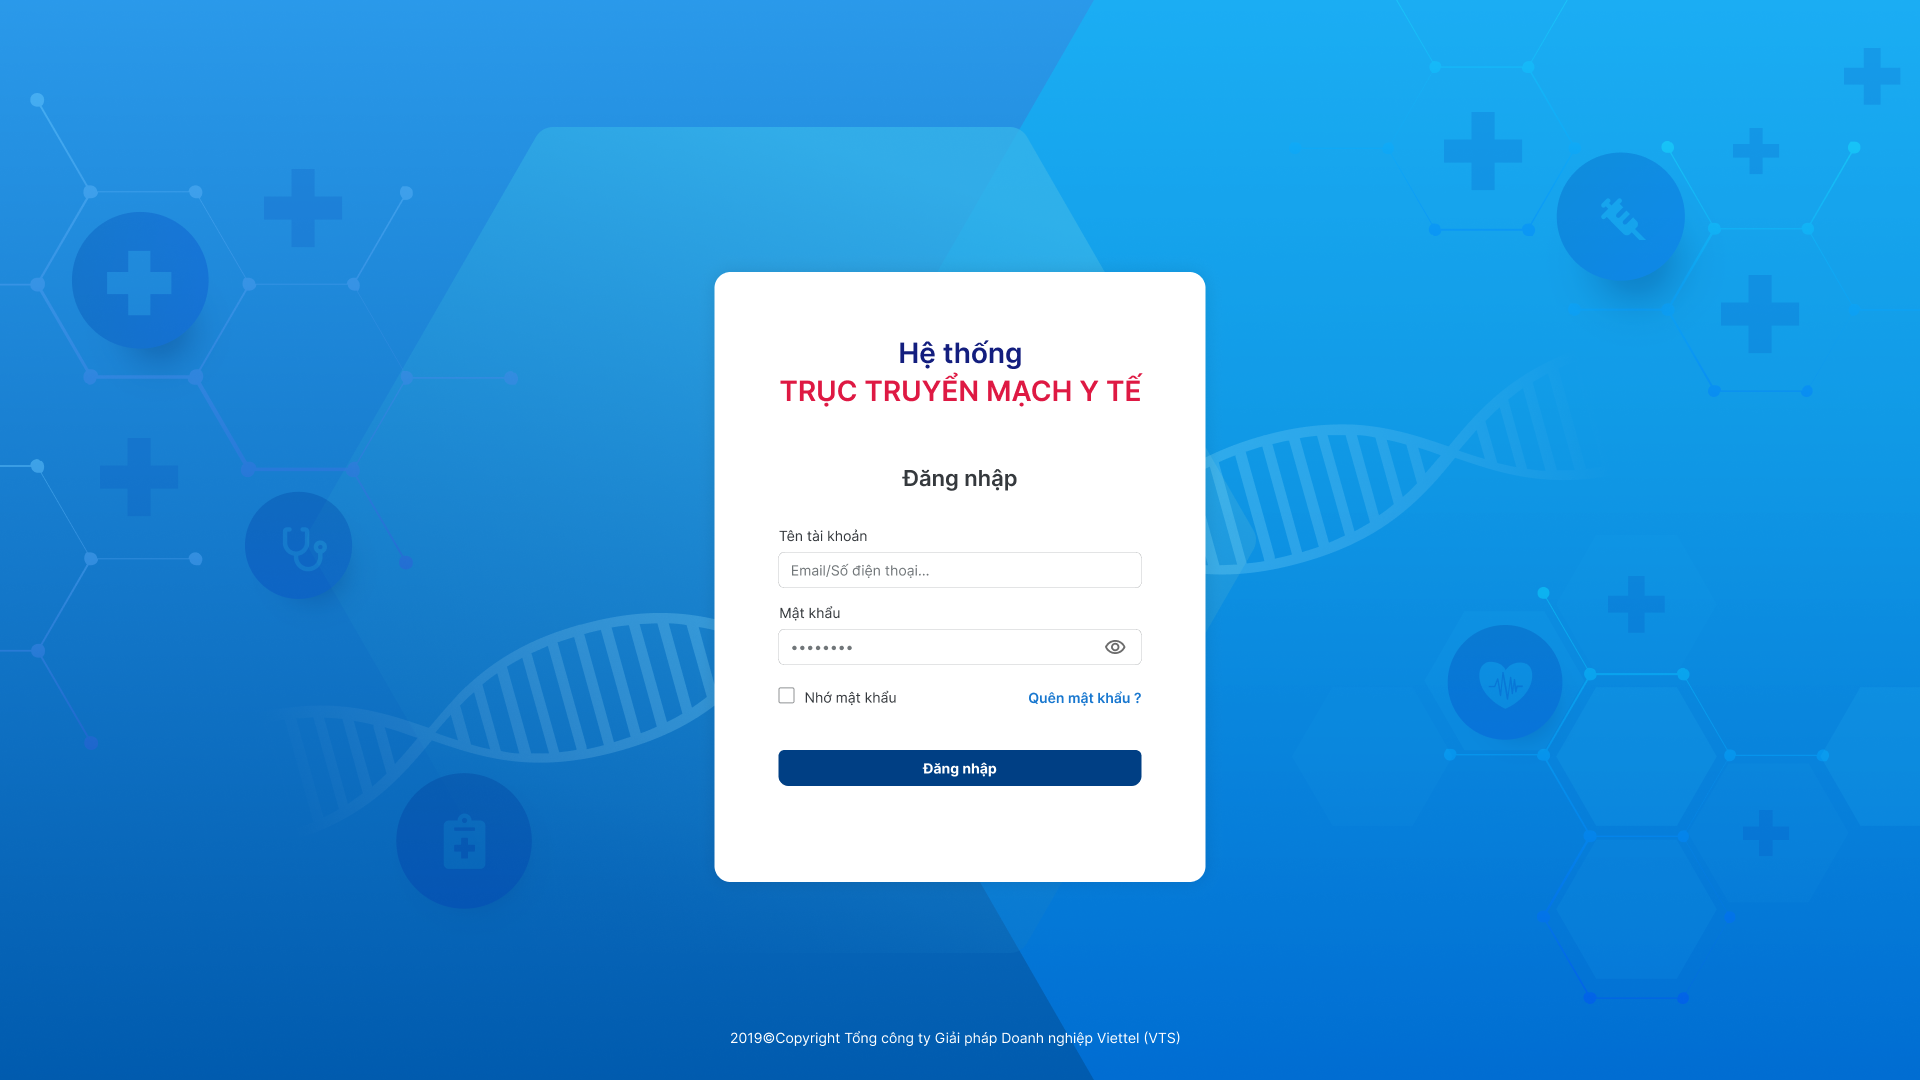 Hệ thống
TRỤC TRUYỂN MẠCH Y TẾ
Đăng nhập
Tên tài khoản
Email/Số điện thoại...
Mật khẩu
••••••••
Nhớ mật khẩu
Quên mật khẩu ?
Đăng nhập
2019©Copyright Tổng công ty Giải pháp Doanh nghiệp Viettel (VTS)